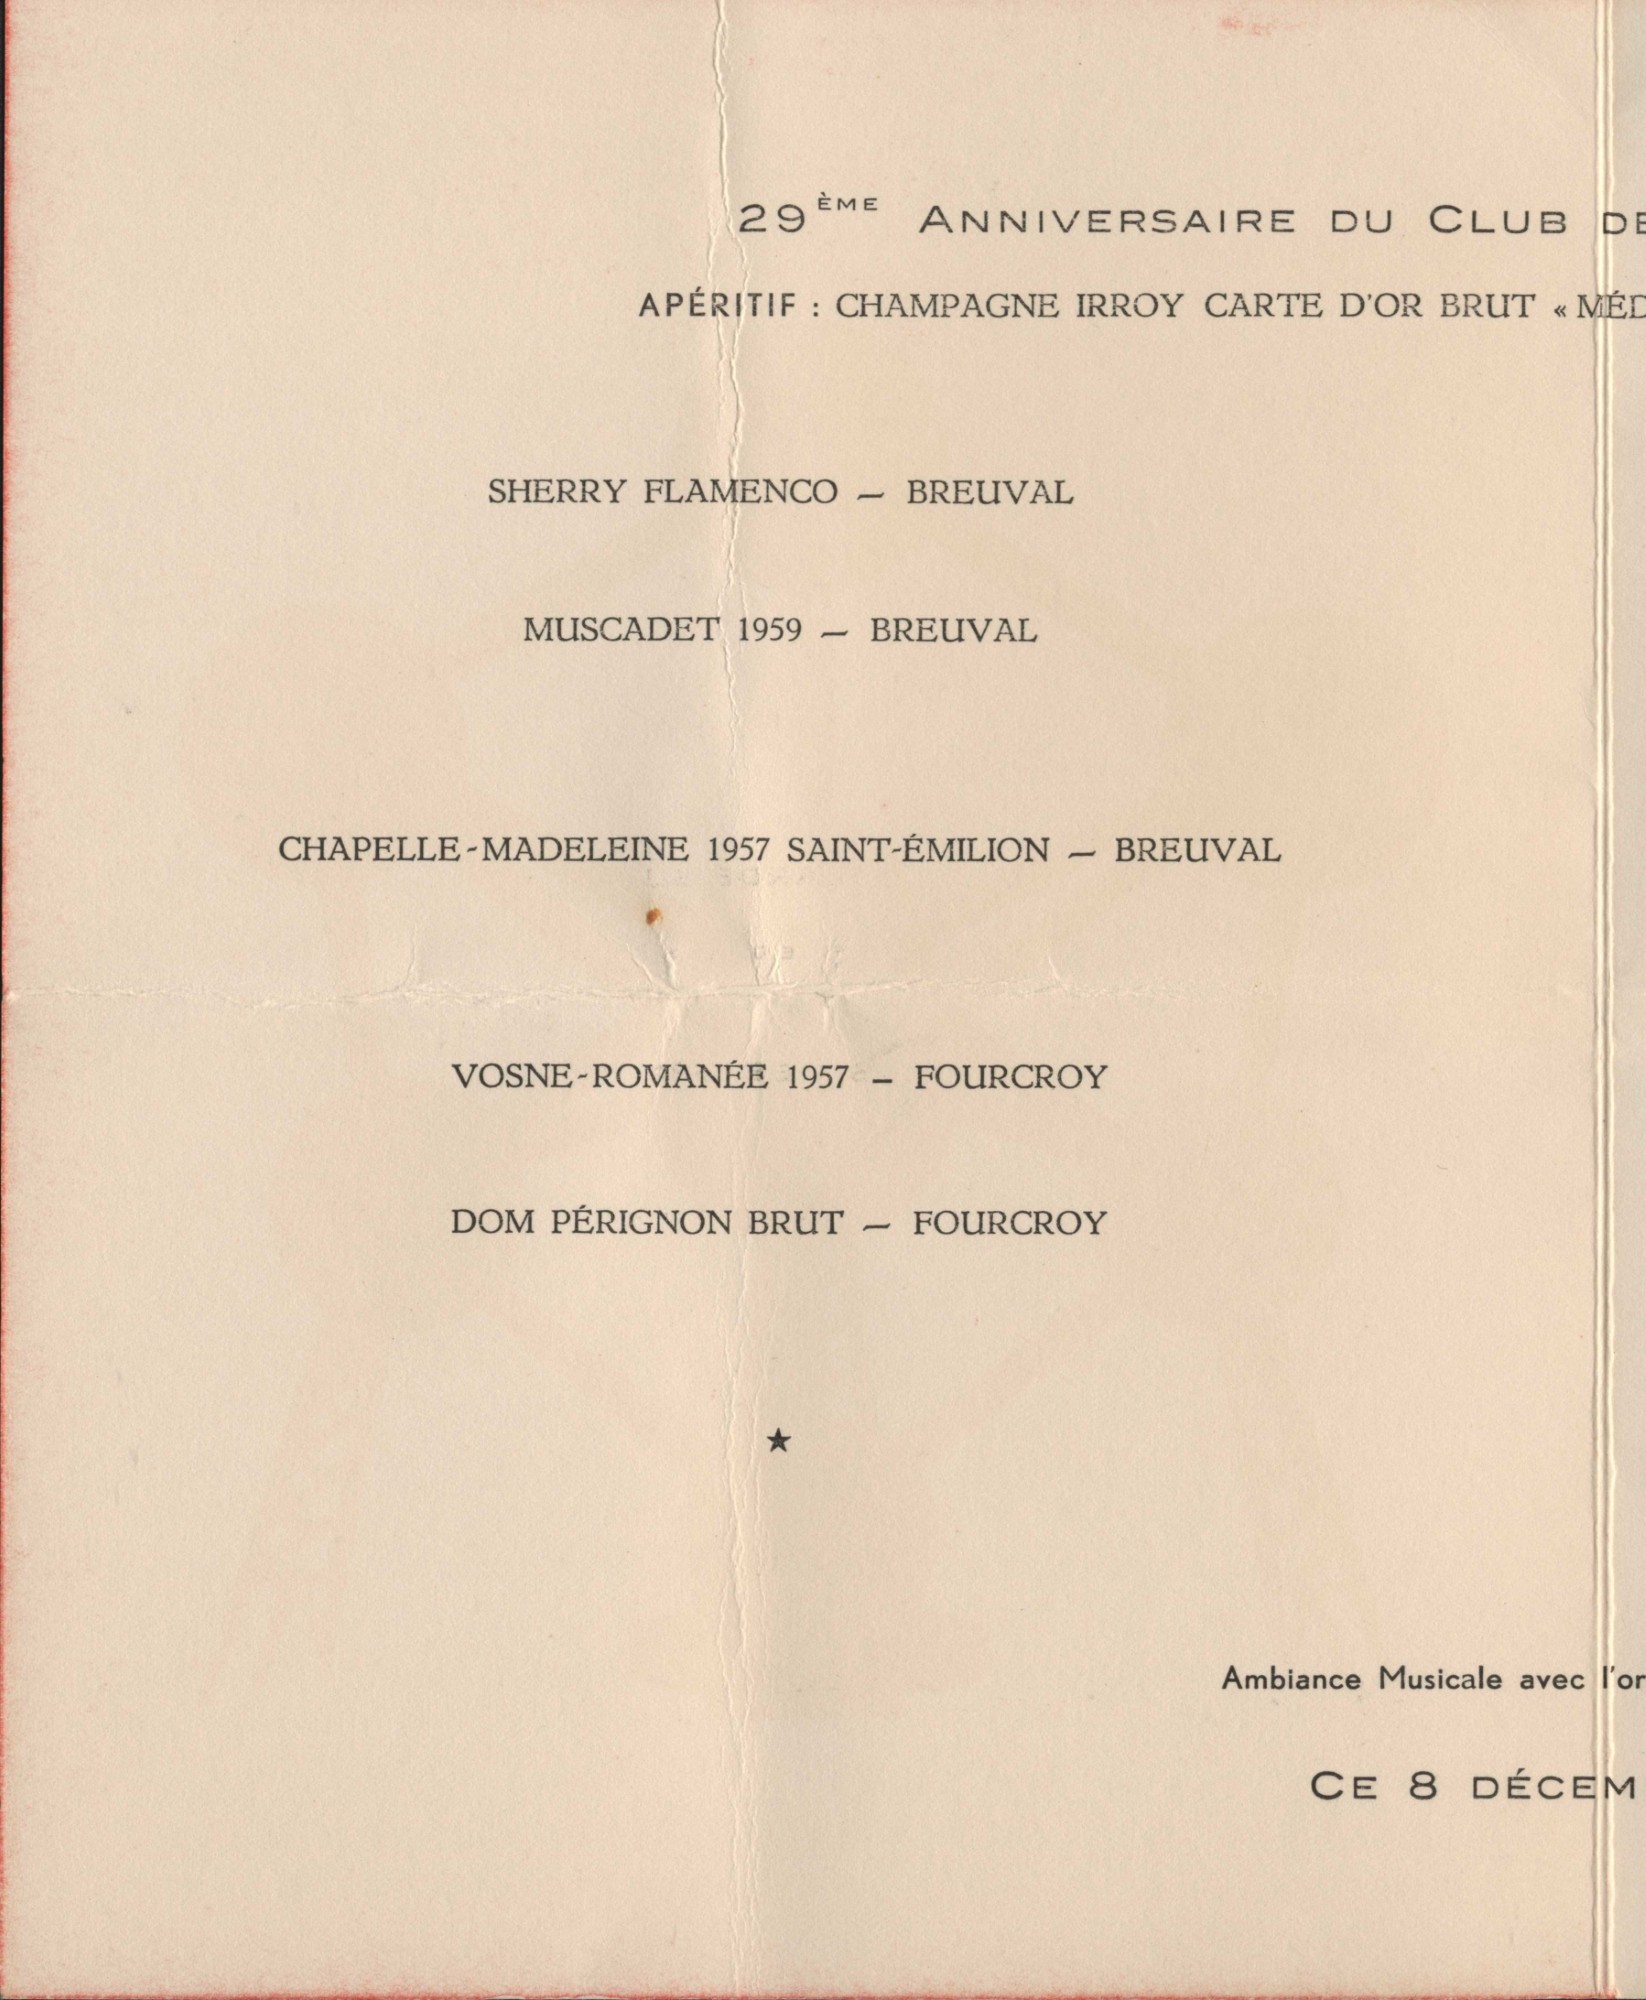 29ÈME ANNIVERSAIRE DU CLUB DE
APÉRITIF : CHAMPAGNE IRROY CARTE D'OR BRUT « MÉD
SHERRY FLAMENCO — BREUVAL
MUSCADET 1959 — BREUVAL
CHAPELLE-MADELEINE 1957 SAINT-ÉMILION — BREUVAL
VOSNE-ROMANÉE 1957 — FOURCROY
DOM PÉRIGNON BRUT — FOURCROY
★
Ambiance Musicale avec l'or
CE 8 DÉCEM